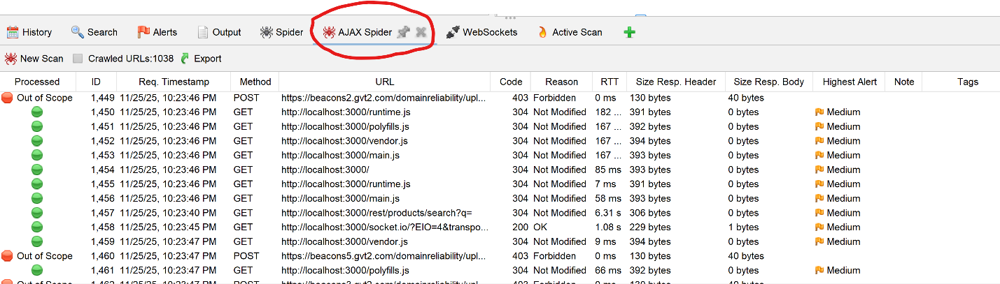 History Search Alerts Output Spider AJAX Spider WebSockets Active Scan
New Scan Crawled URLs:1038 Export
Processed ID Req. Timestamp Method URL Code Reason RTT Size Resp. Header Size Resp. Body Highest Alert Note Tags
Out of Scope 1,449 11/25/25, 10:23:46 PM POST https://beacons2.gvt2.com/domainreliability/upl... 403 Forbidden 0 ms 130 bytes 40 bytes
1,450 11/25/25, 10:23:46 PM GET http://localhost:3000/runtime.js 304 Not Modified 182 ... 391 bytes 0 bytes Medium
1,451 11/25/25, 10:23:46 PM GET http://localhost:3000/polyfills.js 304 Not Modified 167 ... 392 bytes 0 bytes Medium
1,452 11/25/25, 10:23:46 PM GET http://localhost:3000/vendor.js 304 Not Modified 167 ... 394 bytes 0 bytes Medium
1,453 11/25/25, 10:23:46 PM GET http://localhost:3000/main.js 304 Not Modified 167 ... 393 bytes 0 bytes Medium
1,454 11/25/25, 10:23:46 PM GET http://localhost:3000/ 304 Not Modified 85 ms 393 bytes 0 bytes Medium
1,455 11/25/25, 10:23:46 PM GET http://localhost:3000/runtime.js 304 Not Modified 7 ms 391 bytes 0 bytes Medium
1,456 11/25/25, 10:23:46 PM GET http://localhost:3000/main.js 304 Not Modified 58 ms 393 bytes 0 bytes Medium
1,457 11/25/25, 10:23:40 PM GET http://localhost:3000/rest/products/search?q= 304 Not Modified 6.31 s 306 bytes 0 bytes Medium
1,458 11/25/25, 10:23:45 PM GET http://localhost:3000/socket.io/?EIO=4&transpo... 200 OK 1.08 s 229 bytes 1 bytes Medium
1,459 11/25/25, 10:23:47 PM GET http://localhost:3000/vendor.js 304 Not Modified 9 ms 394 bytes 0 bytes Medium
Out of Scope 1,460 11/25/25, 10:23:47 PM POST https://beacons5.gvt2.com/domainreliability/upl... 403 Forbidden 0 ms 130 bytes 40 bytes
1,461 11/25/25, 10:23:47 PM GET http://localhost:3000/polyfills.js 304 Not Modified 66 ms 392 bytes 0 bytes Medium
Out of Scope 1,462 11/25/25, 10:23:47 PM POST 403 Forbidden 0 ms 130 bytes 40 bytes